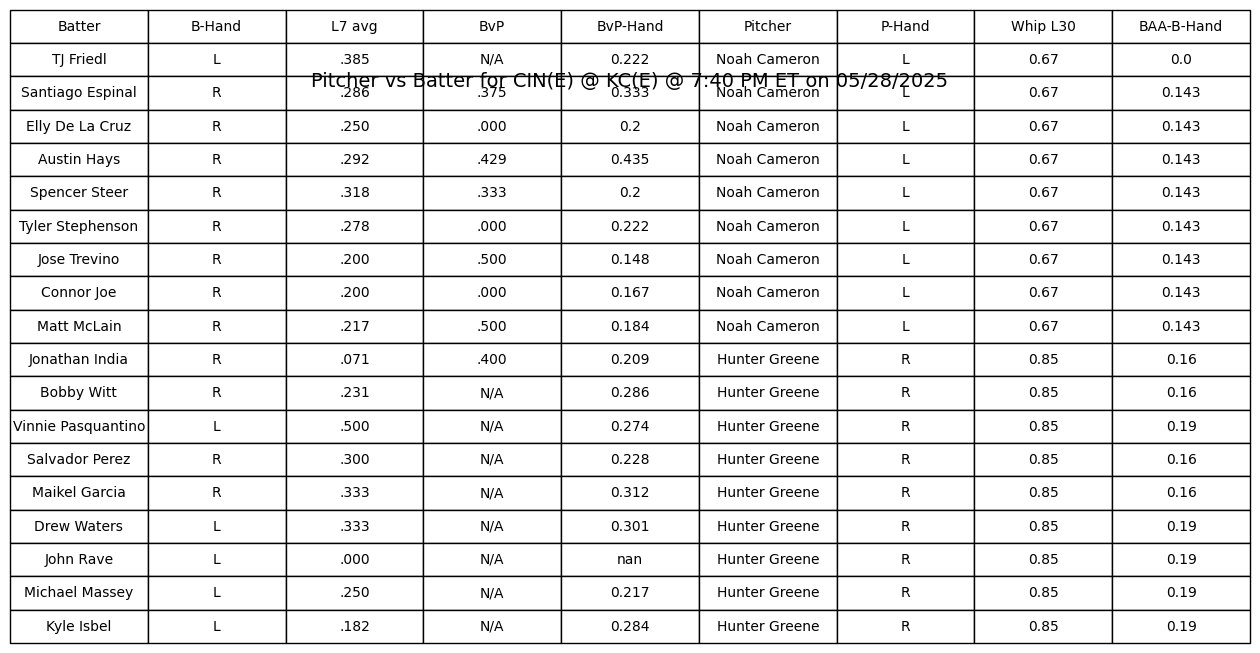 Batter B-Hand L7 avg BvP BvP-Hand Pitcher P-Hand Whip L30 BAA-B-Hand
TJ Friedl L .385 N/A 0.222 Noah Cameron L 0.67 0.0
Pitcher vs Batter for CIN(E) @ KC(E) @ 7:40 PM ET on 05/28/2025
Santiago Espinal R .286 .375 0.333 Noah Cameron L 0.67 0.143
Elly De La Cruz R .250 .000 0.2 Noah Cameron L 0.67 0.143
Austin Hays R .292 .429 0.435 Noah Cameron L 0.67 0.143
Spencer Steer R .318 .333 0.2 Noah Cameron L 0.67 0.143
Tyler Stephenson R .278 .000 0.222 Noah Cameron L 0.67 0.143
Jose Trevino R .200 .500 0.148 Noah Cameron L 0.67 0.143
Connor Joe R .200 .000 0.167 Noah Cameron L 0.67 0.143
Matt McLain R .217 .500 0.184 Noah Cameron L 0.67 0.143
Jonathan India R .071 .400 0.209 Hunter Greene R 0.85 0.16
Bobby Witt R .231 N/A 0.286 Hunter Greene R 0.85 0.16
Vinnie Pasquantino L .500 N/A 0.274 Hunter Greene R 0.85 0.19
Salvador Perez R .300 N/A 0.228 Hunter Greene R 0.85 0.16
Maikel Garcia R .333 N/A 0.312 Hunter Greene R 0.85 0.16
Drew Waters L .333 N/A 0.301 Hunter Greene R 0.85 0.19
John Rave L .000 N/A nan Hunter Greene R 0.85 0.19
Michael Massey L .250 N/A 0.217 Hunter Greene R 0.85 0.19
Kyle Isbel L .182 N/A 0.284 Hunter Greene R 0.85 0.19